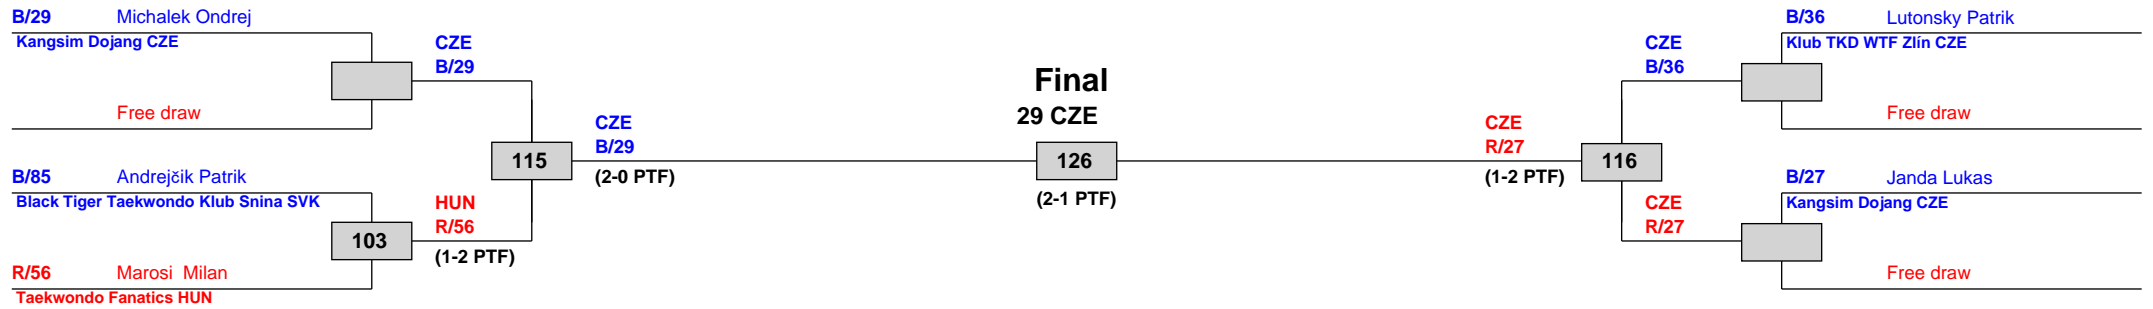 B/29 Michalek Ondrej
Kangsim Dojang CZE
Free draw
B/85 Andrejčik Patrik
Black Tiger Taekwondo Klub Snina SVK
R/56 Marosi  Milan
Taekwondo Fanatics HUN
103
CZE
B/29
HUN
R/56
(1-2 PTF)
115
CZE
B/29
(2-0 PTF)
Final
29 CZE
126
(2-1 PTF)
CZE
R/27
(1-2 PTF)
116
CZE
B/36
CZE
R/27
B/36 Lutonsky Patrik
Klub TKD WTF Zlín CZE
Free draw
B/27 Janda Lukas
Kangsim Dojang CZE
Free draw